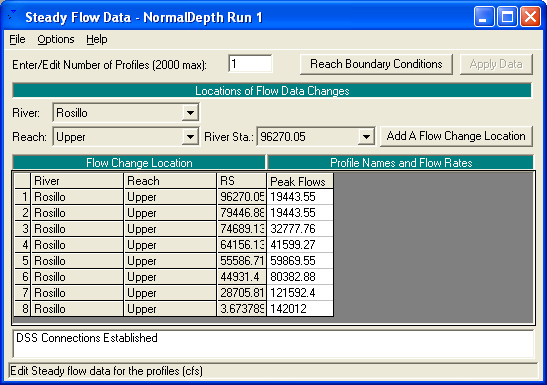 Steady Flow Data - NormalDepth Run 1
File Options Help
Enter/Edit Number of Profiles (2000 max): 1 Reach Boundary Conditions Apply Data
Locations of Flow Data Changes
River: Rosillo
Reach: Upper River Sta.: 96270.05 Add A Flow Change Location
Flow Change Location Profile Names and Flow Rates
River Reach RS Peak Flows
1 Rosillo Upper 96270.05 19443.55
2 Rosillo Upper 79446.88 19443.55
3 Rosillo Upper 74689.13 32777.76
4 Rosillo Upper 64156.13 41599.27
5 Rosillo Upper 55586.71 59869.55
6 Rosillo Upper 44931.4 80382.88
7 Rosillo Upper 28705.81 121592.4
8 Rosillo Upper 3.673789 142012
DSS Connections Established
Edit Steady flow data for the profiles (cfs)